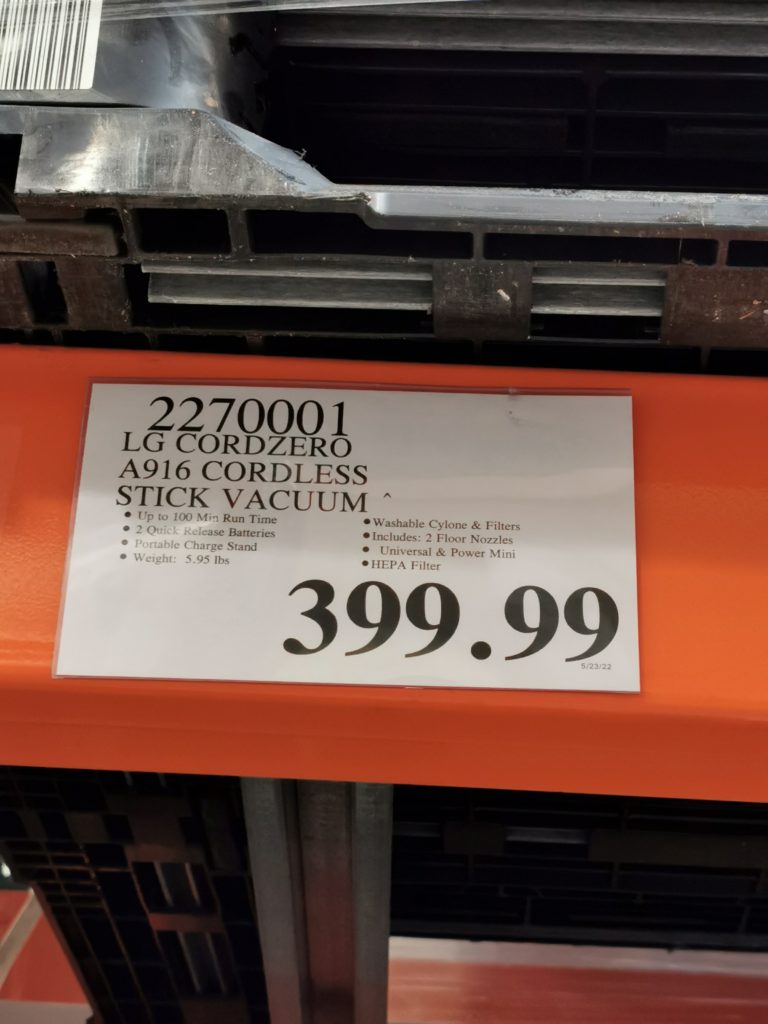 2270001
LG CORDZERO
A916 CORDLESS
STICK VACUUM ^
• Up to 100 Min Run Time
• 2 Quick Release Batteries
• Portable Charge Stand
• Weight: 5.95 lbs
• Washable Cylone & Filters
• Includes: 2 Floor Nozzles
• Universal & Power Mini
• HEPA Filter
399.99
5/23/22